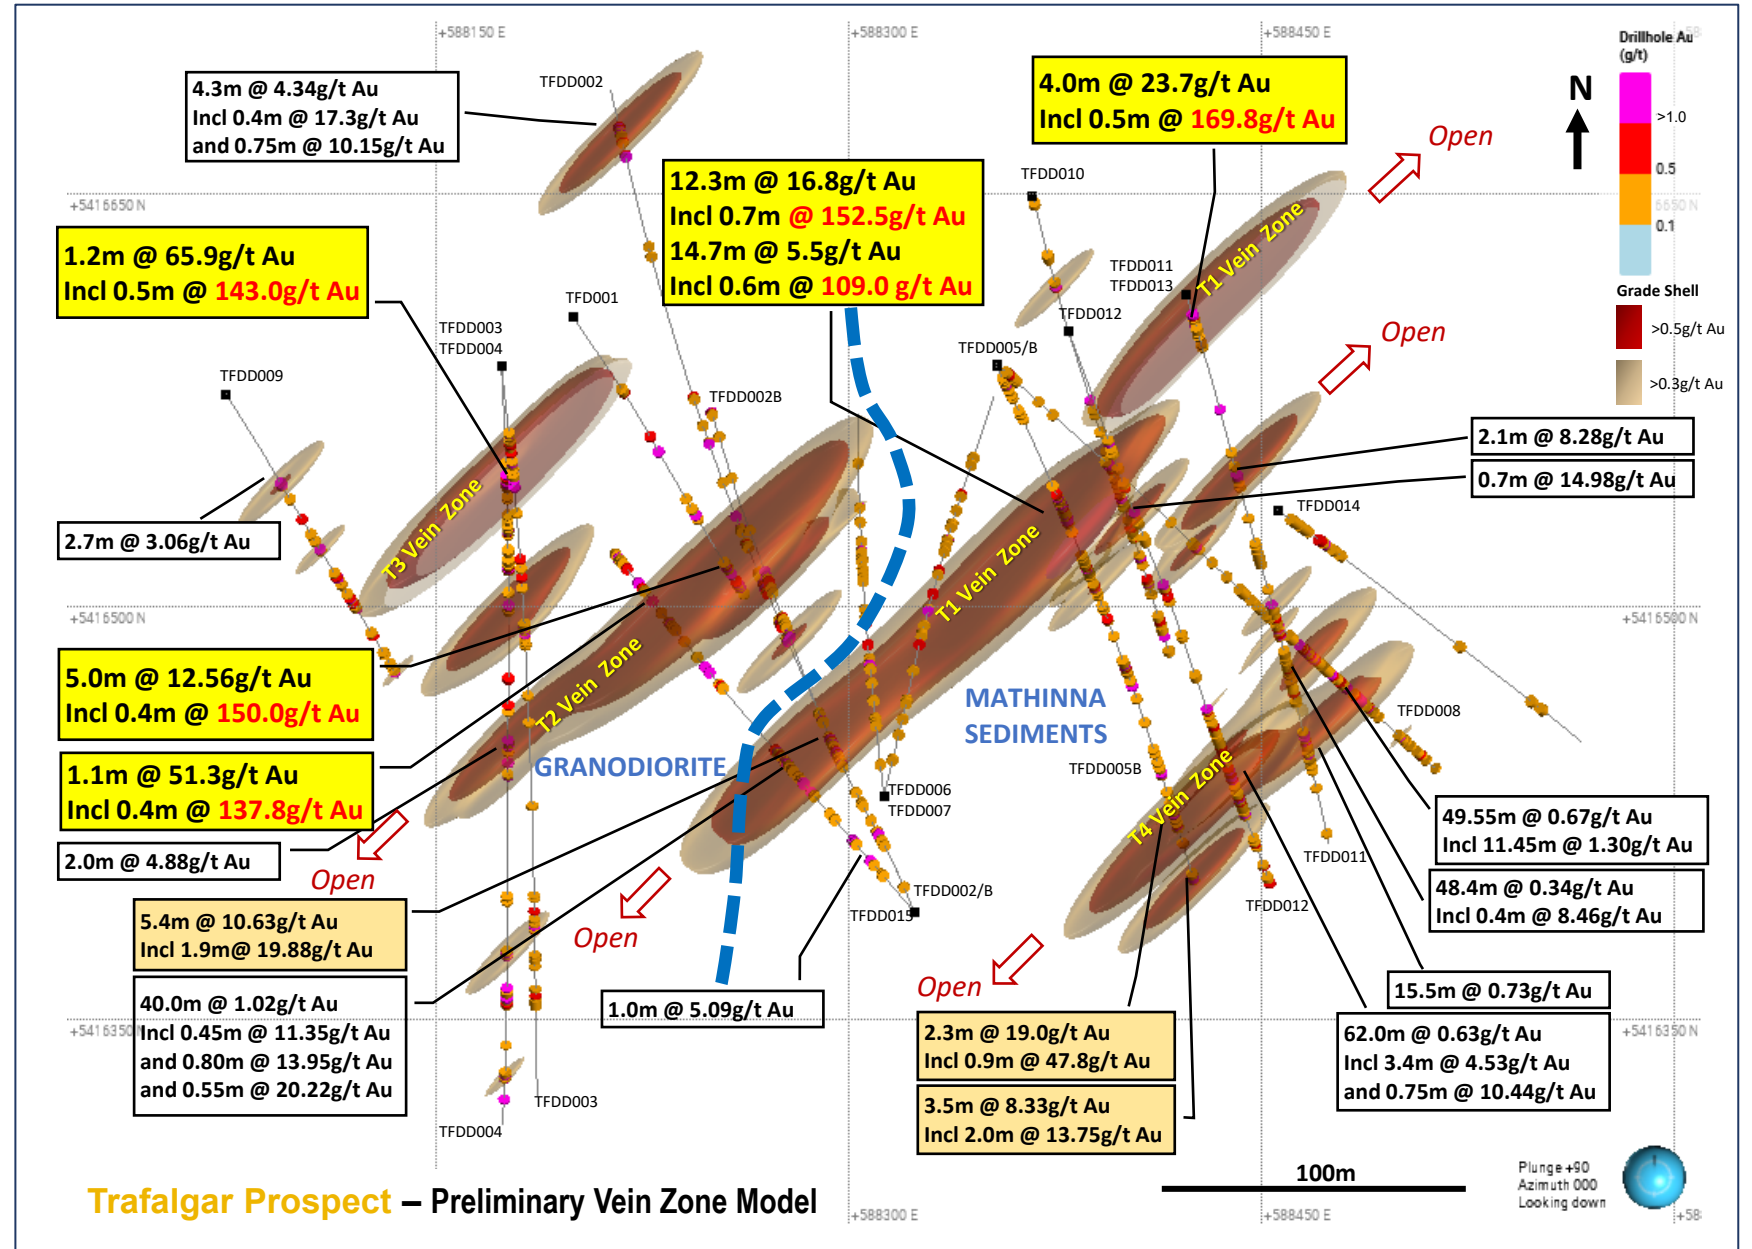 +588150 E
+588300 E
+588450 E
Drillhole Au
(g/t)
>1.0
0.5
0.1
Grade Shell
>0.5g/t Au
>0.3g/t Au
N
4.3m @ 4.34g/t Au
Incl 0.4m @ 17.3g/t Au
and 0.75m @ 10.15g/t Au
TFDD002
4.0m @ 23.7g/t Au
Incl 0.5m @ 169.8g/t Au
Open
12.3m @ 16.8g/t Au
Incl 0.7m @ 152.5g/t Au
14.7m @ 5.5g/t Au
Incl 0.6m @ 109.0 g/t Au
TFDD010
+5416650 N
6650 N
1.2m @ 65.9g/t Au
Incl 0.5m @ 143.0g/t Au
TFD001
TFDD011
TFDD013
T1 Vein Zone
TFDD012
TFDD003
TFDD004
TFDD005/B
Open
TFDD009
TFDD002B
2.1m @ 8.28g/t Au
0.7m @ 14.98g/t Au
TFDD014
2.7m @ 3.06g/t Au
T3 Vein Zone
T1 Vein Zone
+5416500 N
+5416500 N
5.0m @ 12.56g/t Au
Incl 0.4m @ 150.0g/t Au
T2 Vein Zone
MATHINNA
SEDIMENTS
TFDD008
1.1m @ 51.3g/t Au
Incl 0.4m @ 137.8g/t Au
GRANODIORITE
TFDD005B
TFDD006
TFDD007
T4 Vein Zone
49.55m @ 0.67g/t Au
Incl 11.45m @ 1.30g/t Au
2.0m @ 4.88g/t Au
Open
TFDD011
48.4m @ 0.34g/t Au
Incl 0.4m @ 8.46g/t Au
TFDD002/B
TFDD015
TFDD012
5.4m @ 10.63g/t Au
Incl 1.9m@ 19.88g/t Au
Open
Open
15.5m @ 0.73g/t Au
40.0m @ 1.02g/t Au
Incl 0.45m @ 11.35g/t Au
and 0.80m @ 13.95g/t Au
and 0.55m @ 20.22g/t Au
1.0m @ 5.09g/t Au
2.3m @ 19.0g/t Au
Incl 0.9m @ 47.8g/t Au
62.0m @ 0.63g/t Au
Incl 3.4m @ 4.53g/t Au
and 0.75m @ 10.44g/t Au
+5416350 N
+5416350 N
3.5m @ 8.33g/t Au
Incl 2.0m @ 13.75g/t Au
TFDD003
TFDD004
100m
Plunge +90
Azimuth 000
Looking down
Trafalgar Prospect – Preliminary Vein Zone Model
+588300 E
+588450 E
+58